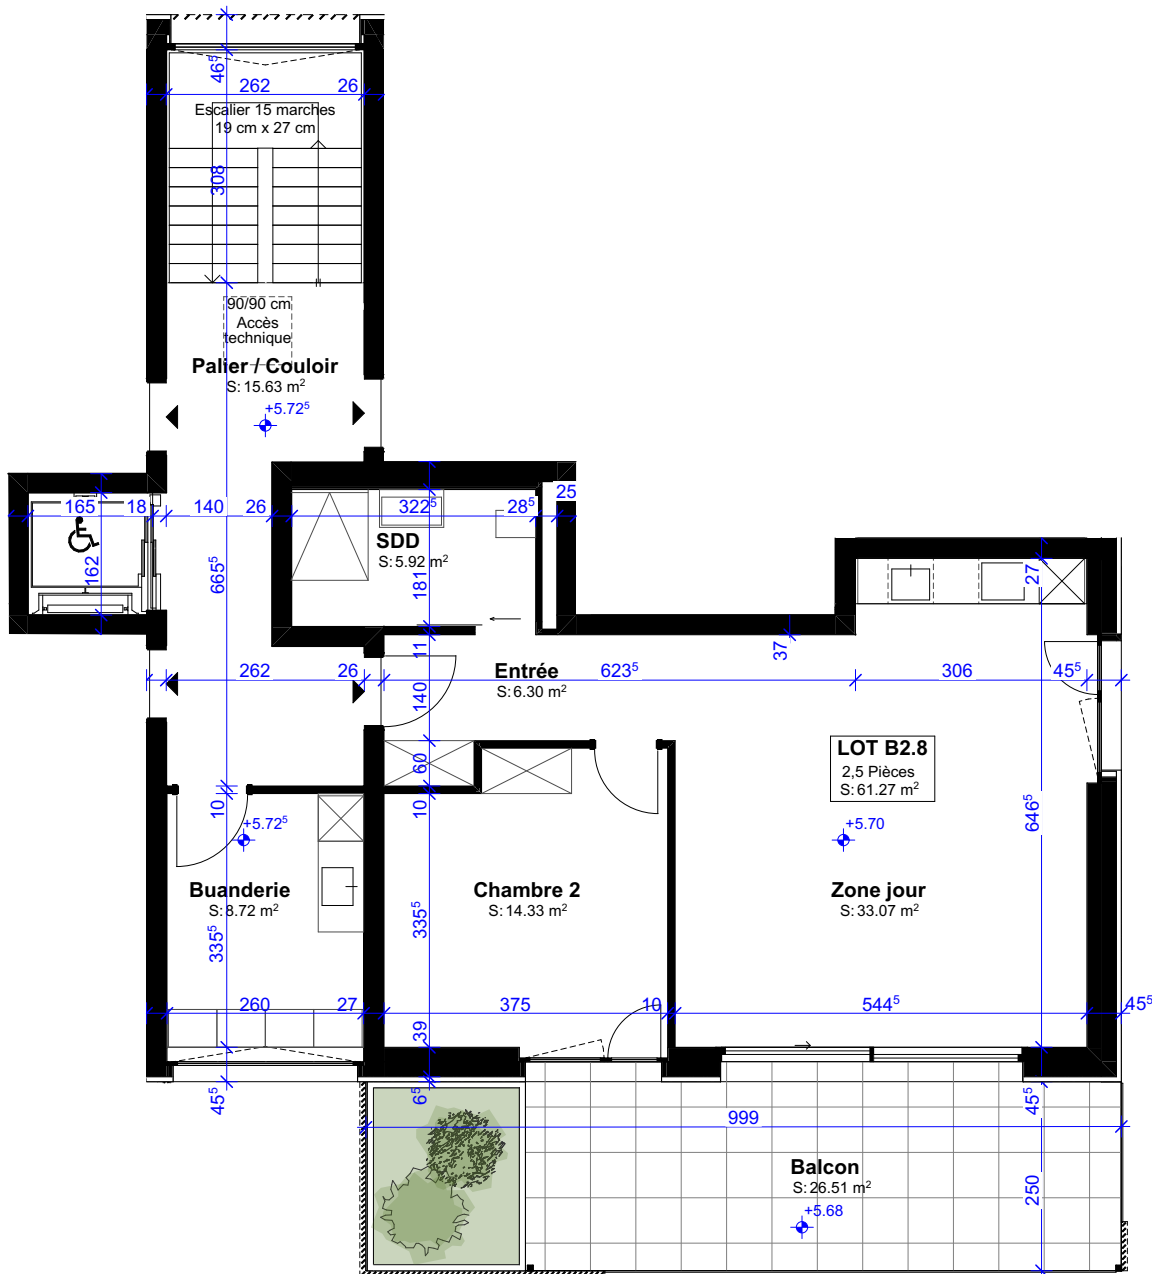 46⁵
262
26
Escalier 15 marches
19 cm x 27 cm
308
90/90 cm
Accès
technique
Palier / Couloir
S: 15.63 m²
+5.72⁵
165
18
140
26
322⁵
28⁵
25
SDD
S: 5.92 m²
162
665⁵
181
27
11
37
262
26
Entrée
S: 6.30 m²
623⁵
306
45⁵
140
60
LOT B2.8
2,5 Pièces
S: 61.27 m²
10
10
646⁵
+5.72⁵
+5.70
Buanderie
S: 8.72 m²
Chambre 2
S: 14.33 m²
Zone jour
S: 33.07 m²
335⁵
335⁵
260
27
375
10
544⁵
45⁵
39
45⁵
6⁵
45⁵
999
Balcon
S: 26.51 m²
+5.68
250